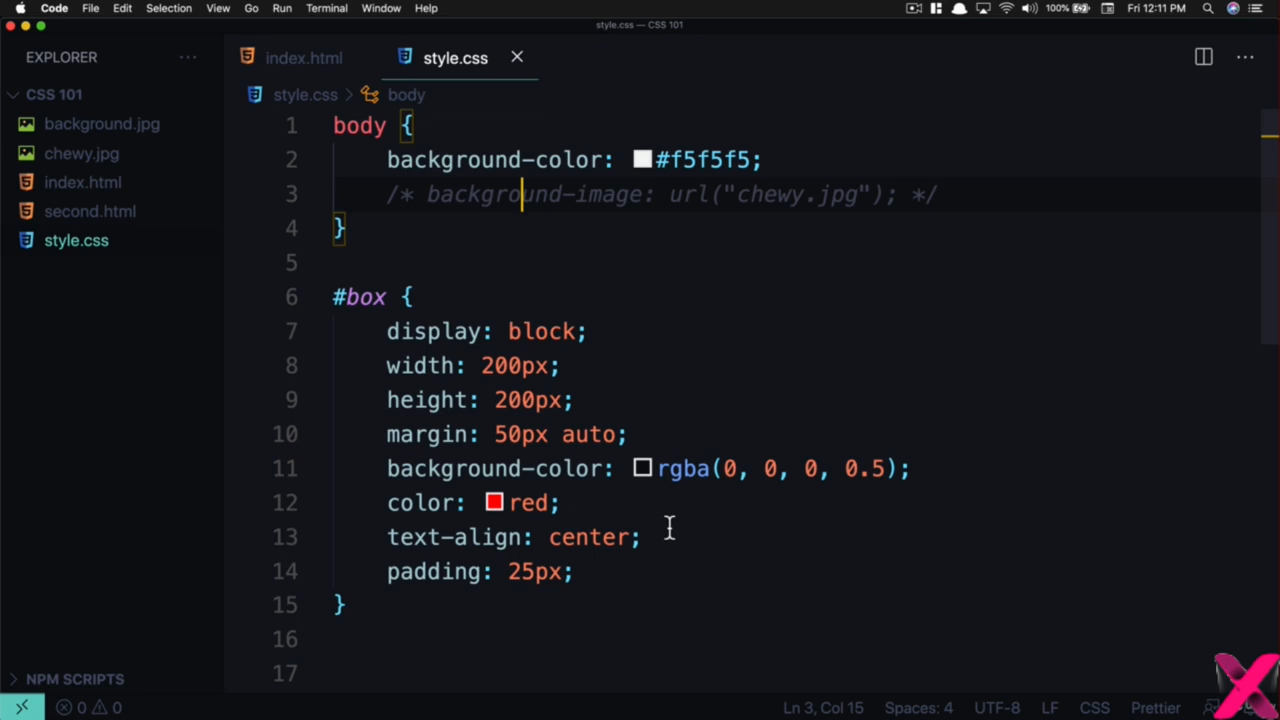 Code File Edit Selection View Go Run Terminal Window Help 100% Fri 12:11 PM
style.css — CSS 101
EXPLORER
index.html style.css
CSS 101
style.css > body
background.jpg
chewy.jpg
index.html
second.html
style.css
1 body {
2 background-color: #f5f5f5;
3 /* background-image: url("chewy.jpg"); */
4 }
5
6 #box {
7 display: block;
8 width: 200px;
9 height: 200px;
10 margin: 50px auto;
11 background-color: rgba(0, 0, 0, 0.5);
12 color: red;
13 text-align: center;
14 padding: 25px;
15 }
16
17
NPM SCRIPTS
0 0 Ln 3, Col 15 Spaces: 4 UTF-8 LF CSS Prettier
X